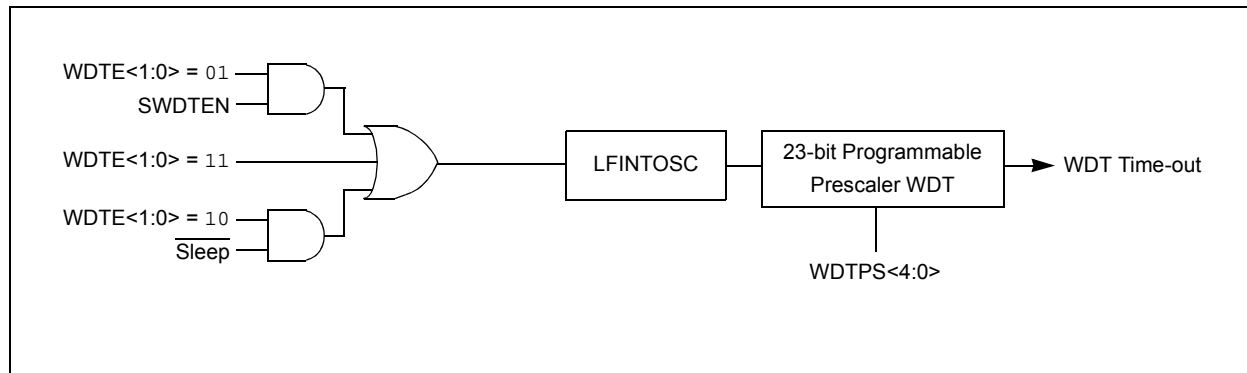 WDTE<1:0> = 01
SWDTEN
WDTE<1:0> = 11
WDTE<1:0> = 10
Sleep
LFINTOSC
23-bit Programmable
Prescaler WDT
WDT Time-out
WDTPS<4:0>